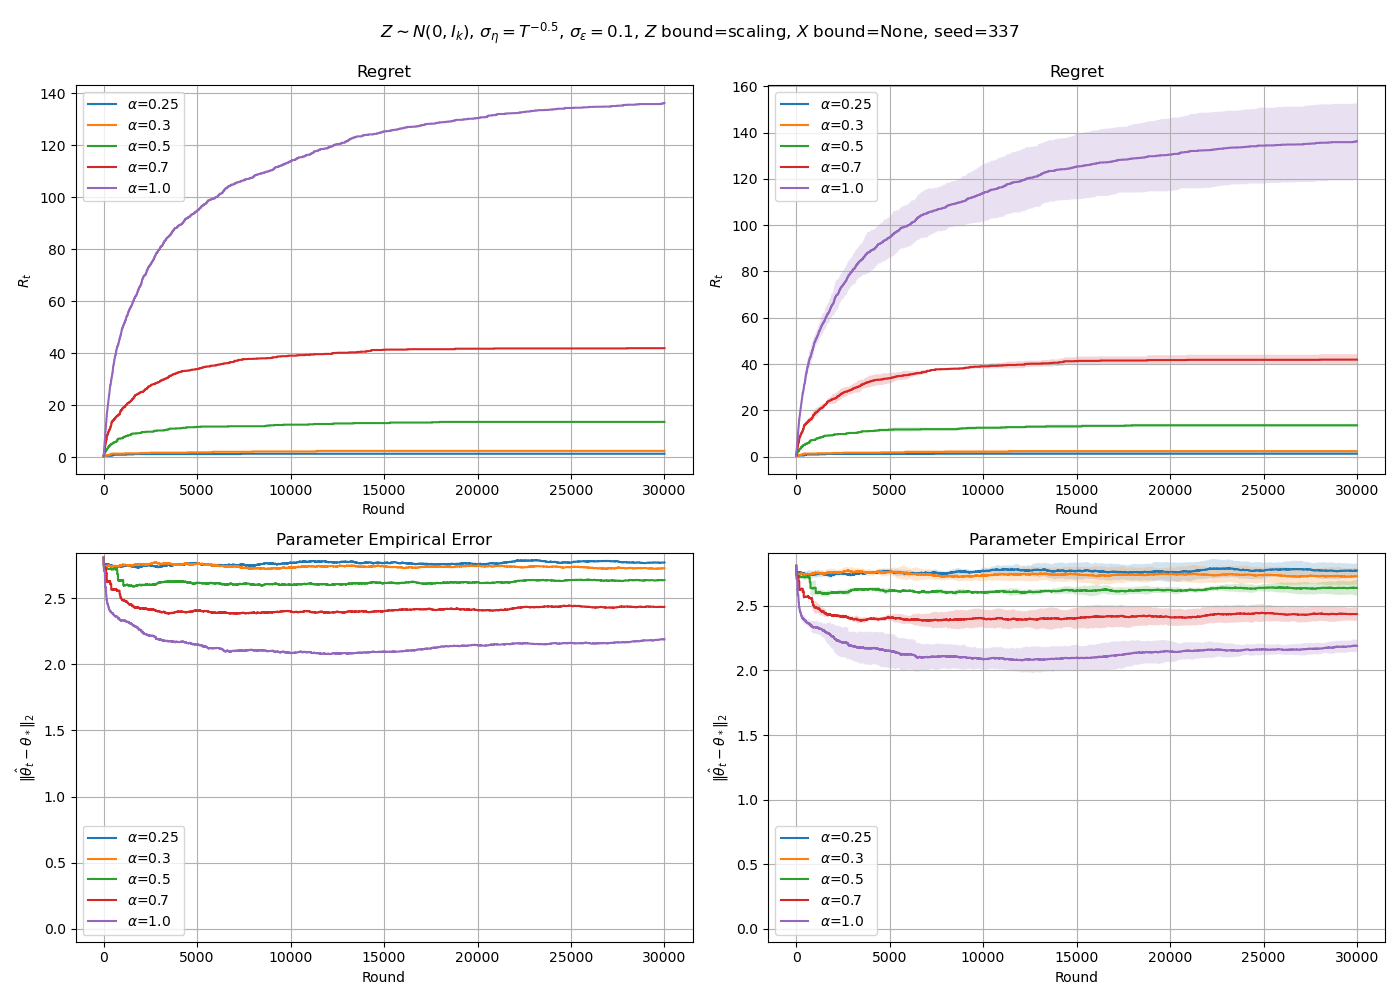 Z ∼ N(0, I_k), σ_η = T^{−0.5}, σ_ε = 0.1, Z bound=scaling, X bound=None, seed=337
Regret
R_t
140
120
100
80
60
40
20
0
α=0.25
α=0.3
α=0.5
α=0.7
α=1.0
0 5000 10000 15000 20000 25000 30000
Round
Regret
R_t
160
140
120
100
80
60
40
20
0
α=0.25
α=0.3
α=0.5
α=0.7
α=1.0
0 5000 10000 15000 20000 25000 30000
Round
Parameter Empirical Error
‖θ̂_t − θ_*‖_2
2.5
2.0
1.5
1.0
0.5
0.0
α=0.25
α=0.3
α=0.5
α=0.7
α=1.0
0 5000 10000 15000 20000 25000 30000
Round
Parameter Empirical Error
‖θ̂_t − θ_*‖_2
2.5
2.0
1.5
1.0
0.5
0.0
α=0.25
α=0.3
α=0.5
α=0.7
α=1.0
0 5000 10000 15000 20000 25000 30000
Round